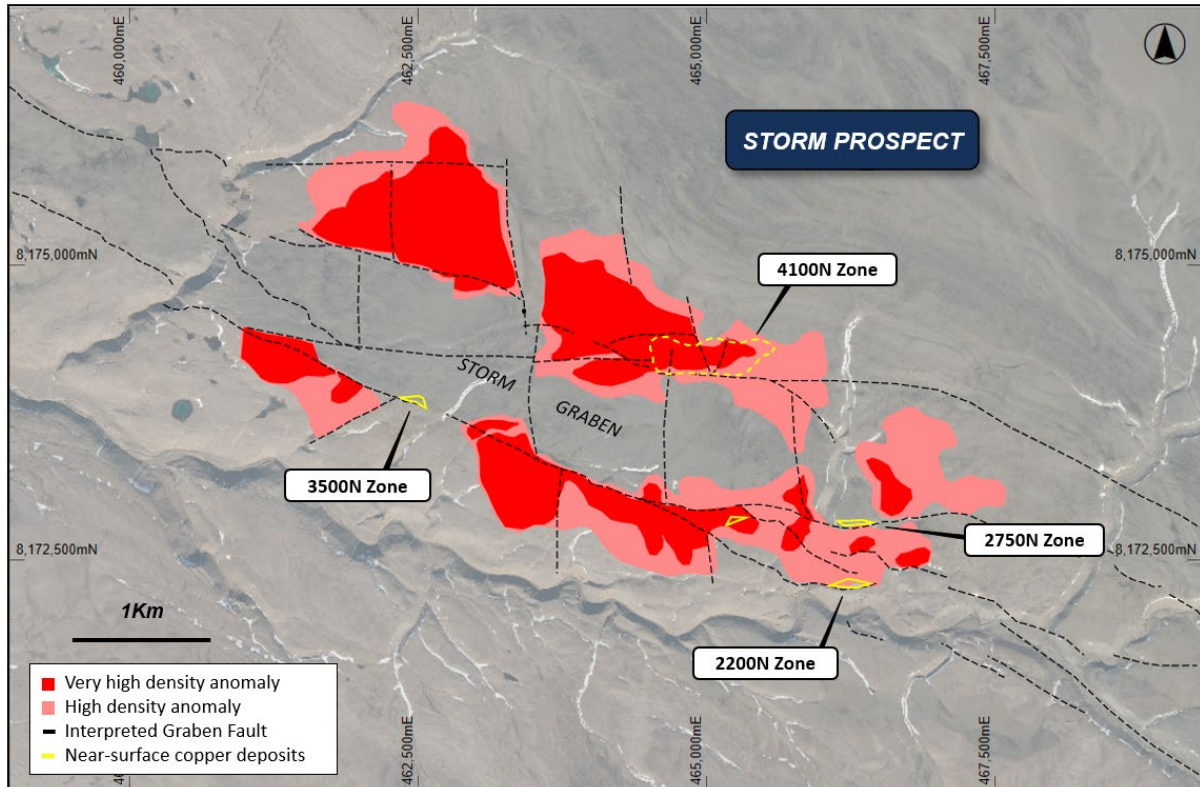 460,000mE
462,500mE
465,000mE
467,500mE
STORM PROSPECT
8,175,000mN
8,175,000mN
4100N Zone
STORM
GRABEN
3500N Zone
2750N Zone
8,172,500mN
8,172,500mN
1Km
2200N Zone
Very high density anomaly
High density anomaly
Interpreted Graben Fault
Near-surface copper deposits
462,500mE
465,000mE
467,500mE